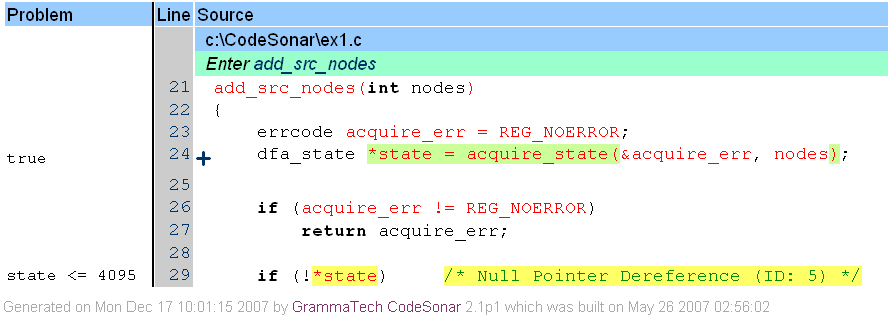 Problem Line Source
c:\CodeSonar\ex1.c
Enter add_src_nodes
21 add_src_nodes(int nodes)
22 {
23 errcode acquire_err = REG_NOERROR;
true 24 + dfa_state *state = acquire_state(&acquire_err, nodes);
25
26 if (acquire_err != REG_NOERROR)
27 return acquire_err;
28
state <= 4095 29 if (!*state) /* Null Pointer Dereference (ID: 5) */
Generated on Mon Dec 17 10:01:15 2007 by GrammaTech CodeSonar 2.1p1 which was built on May 26 2007 02:56:02